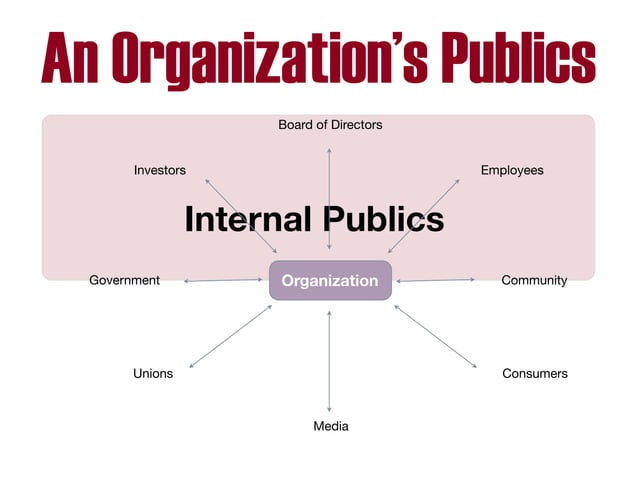 An Organization’s Publics
Board of Directors
Investors
Employees
Internal Publics
Government
Organization
Community
Unions
Consumers
Media